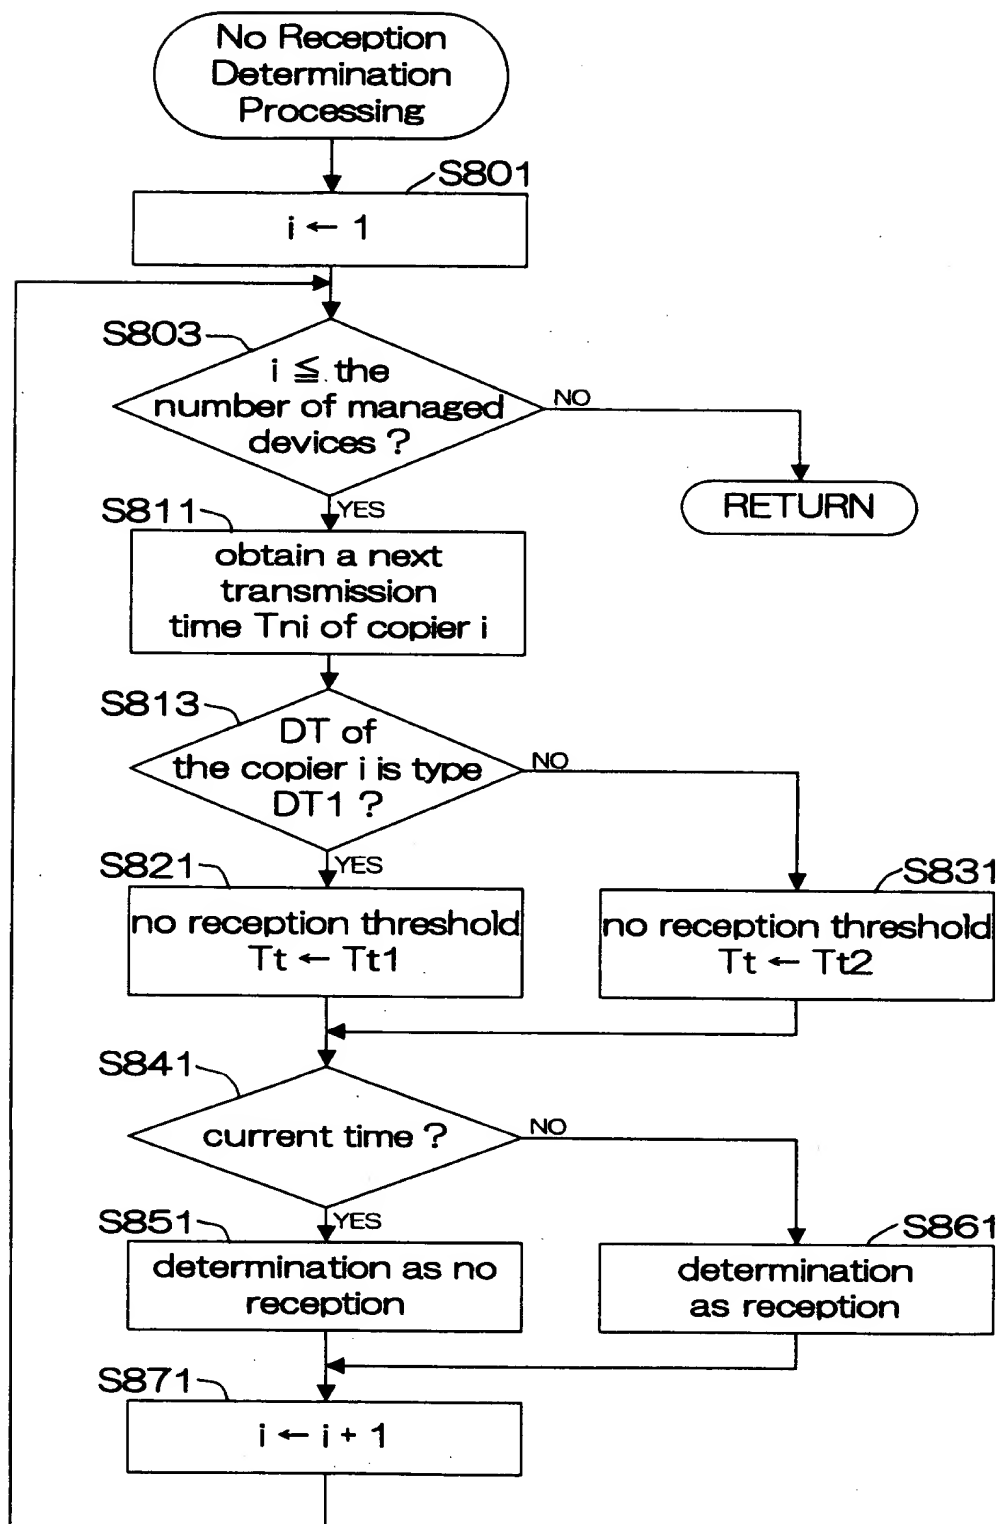 No Reception
Determination
Processing
S801
i ← 1
S803
i ≦ the
number of managed
devices ?
NO
RETURN
YES
S811
obtain a next
transmission
time Tni of copier i
S813
DT of
the copier i is type
DT1 ?
NO
YES
S821
no reception threshold
Tt ← Tt1
S831
no reception threshold
Tt ← Tt2
S841
current time ?
NO
YES
S851
determination as no
reception
S861
determination
as reception
S871
i ← i + 1